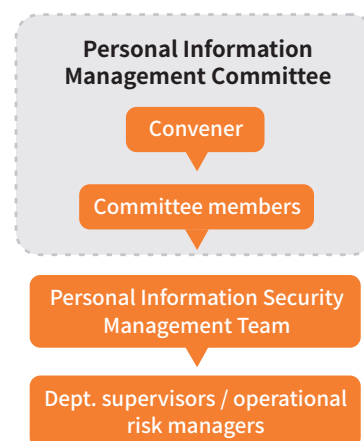 Personal Information
Management Committee
Convener
Committee members
Personal Information Security
Management Team
Dept. supervisors / operational
risk managers